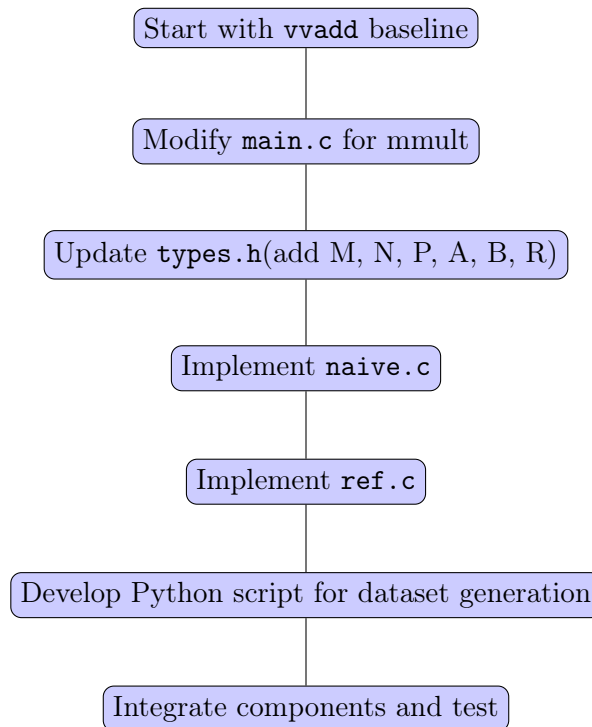 Start with vvadd baseline
Modify main.c for mmult
Update types.h(add M, N, P, A, B, R)
Implement naive.c
Implement ref.c
Develop Python script for dataset generation
Integrate components and test